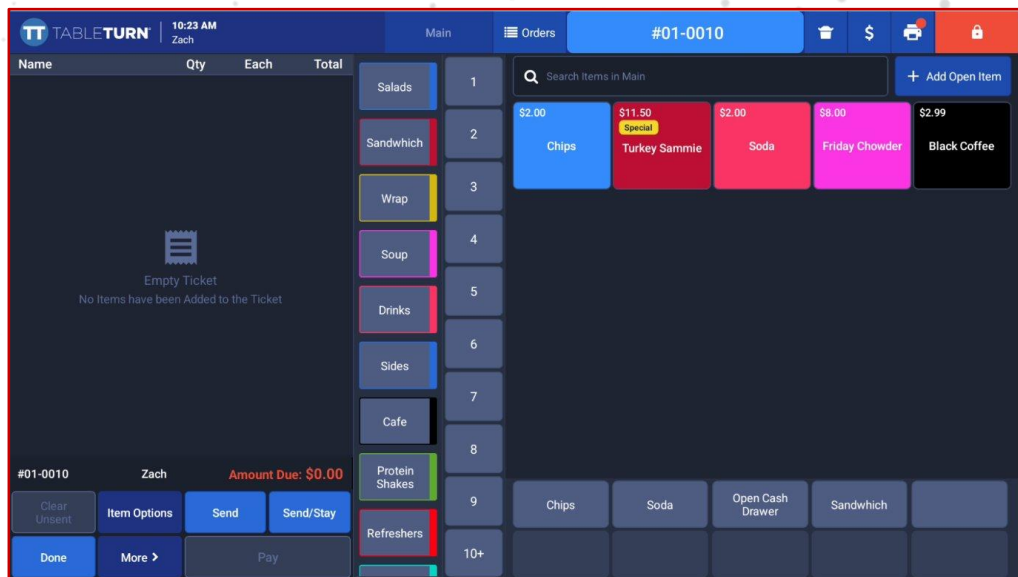 TT TABLETURN
10:23 AM
Zach
Main
Orders
#01-0010
$
Name Qty Each Total
Empty Ticket
No Items have been Added to the Ticket
#01-0010 Zach Amount Due: $0.00
Clear Unsent
Item Options
Send
Send/Stay
Done
More >
Pay
Salads
Sandwhich
Wrap
Soup
Drinks
Sides
Cafe
Protein
Shakes
Refreshers
1
2
3
4
5
6
7
8
9
10+
Search Items in Main
+ Add Open Item
$2.00
Chips
$11.50
Special
Turkey Sammie
$2.00
Soda
$8.00
Friday Chowder
$2.99
Black Coffee
Chips
Soda
Open Cash
Drawer
Sandwhich